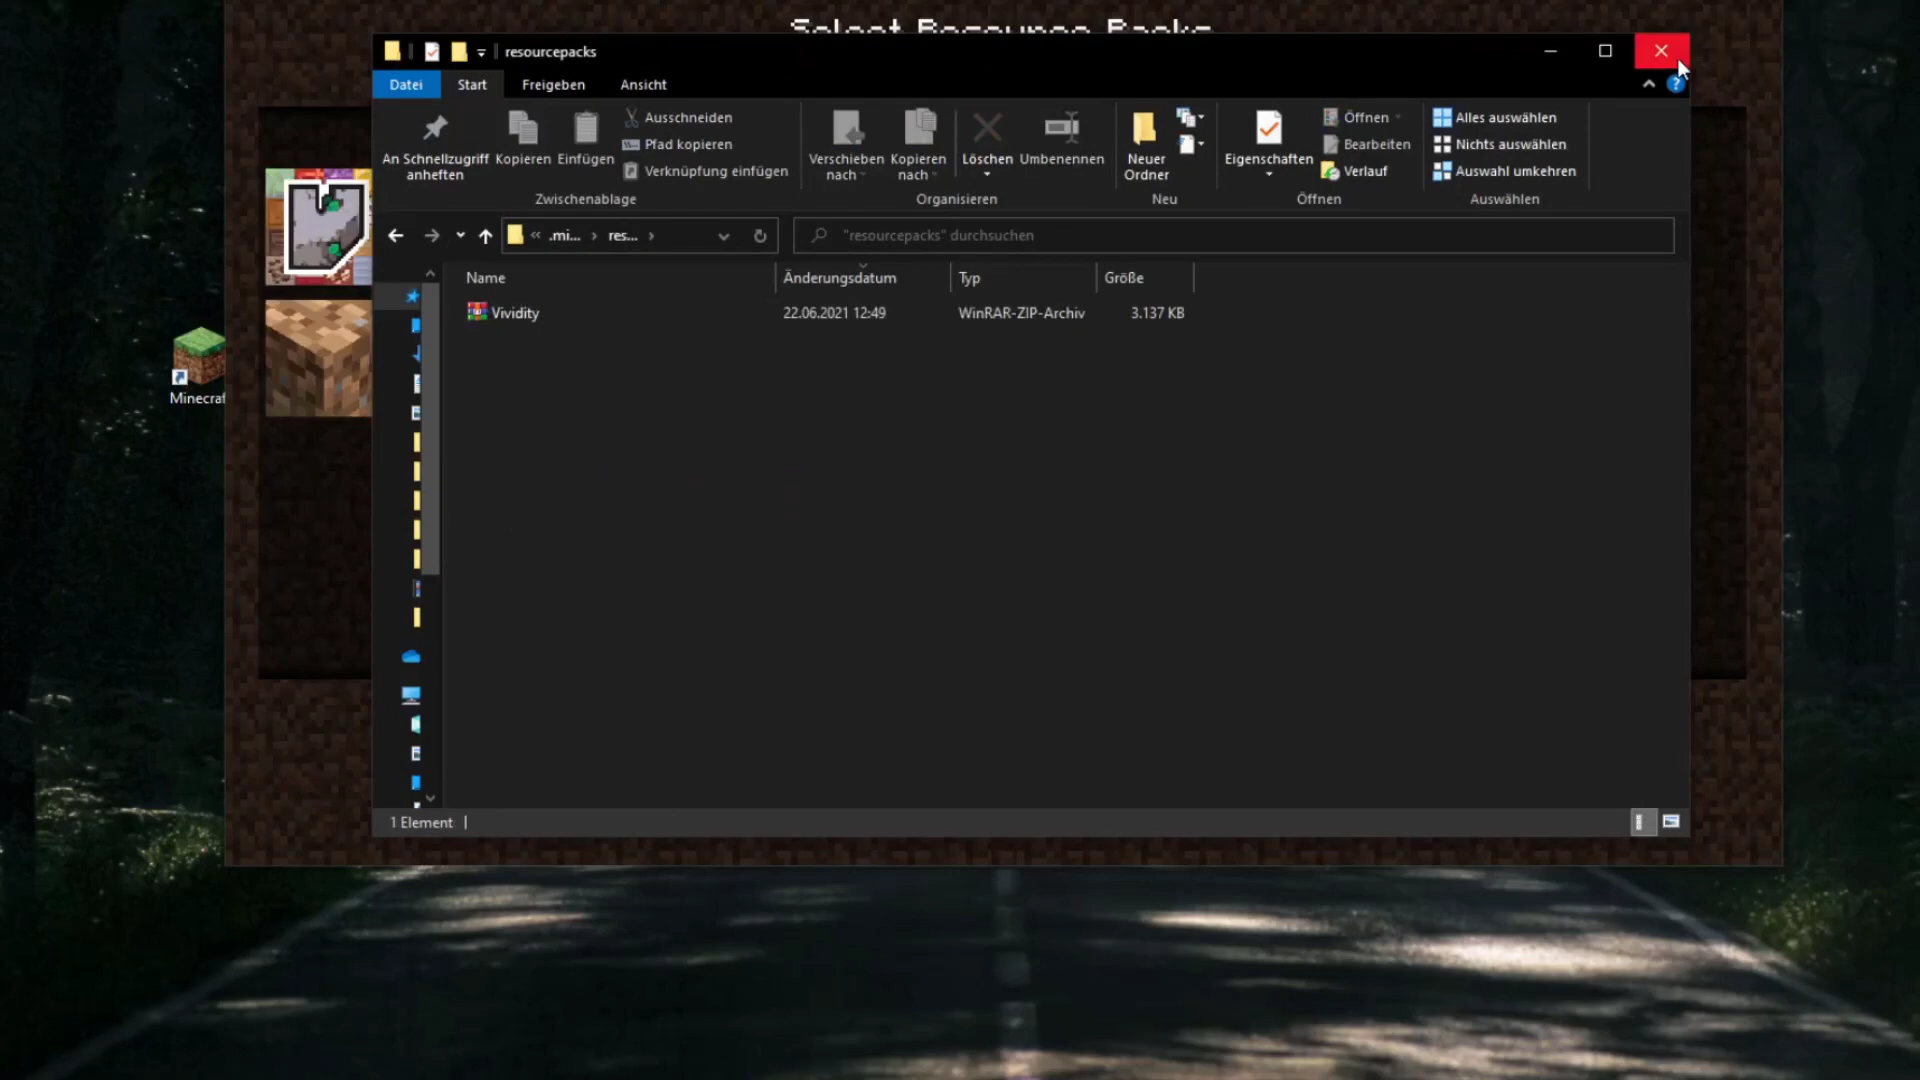 Select Resource Packs
resourcepacks
Datei Start Freigeben Ansicht
An Schnellzugriff anheften
Kopieren
Einfügen
Ausschneiden
Pfad kopieren
Verknüpfung einfügen
Verschieben nach
Kopieren nach
Löschen
Umbenennen
Neuer Ordner
Eigenschaften
Öffnen
Bearbeiten
Verlauf
Alles auswählen
Nichts auswählen
Auswahl umkehren
Zwischenablage Organisieren Neu Öffnen Auswählen
« .mi... › res... ›
"resourcepacks" durchsuchen
Name Änderungsdatum Typ Größe
Vividity 22.06.2021 12:49 WinRAR-ZIP-Archiv 3.137 KB
Minecraf
1 Element